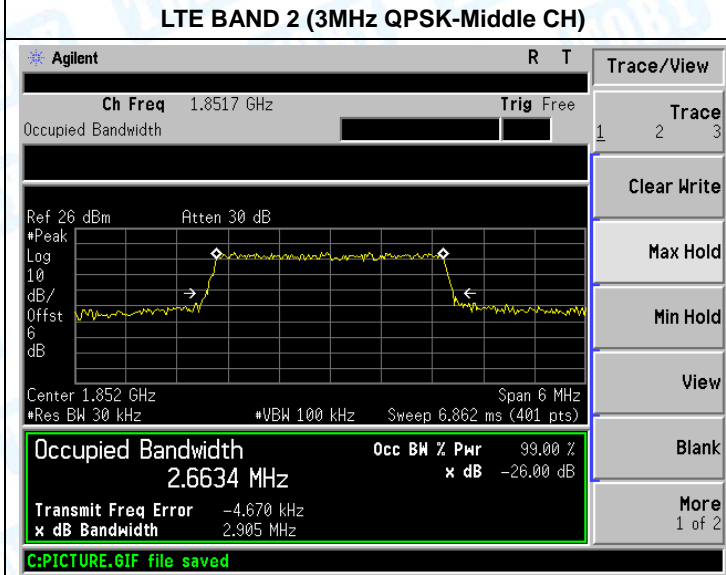 LTE BAND 2 (3MHz QPSK-Middle CH)
Agilent R T
Ch Freq 1.8517 GHz Trig Free
Occupied Bandwidth
Ref 26 dBm Atten 30 dB
#Peak
Log
10
dB/
Offst
6
dB
Center 1.852 GHz Span 6 MHz
#Res BW 30 kHz #VBW 100 kHz Sweep 6.862 ms (401 pts)
Occupied Bandwidth Occ BW % Pwr 99.00 %
2.6634 MHz x dB -26.00 dB
Transmit Freq Error -4.670 kHz
x dB Bandwidth 2.905 MHz
C:PICTURE.GIF file saved
Trace/View
Trace
1 2 3
Clear Write
Max Hold
Min Hold
View
Blank
More
1 of 2